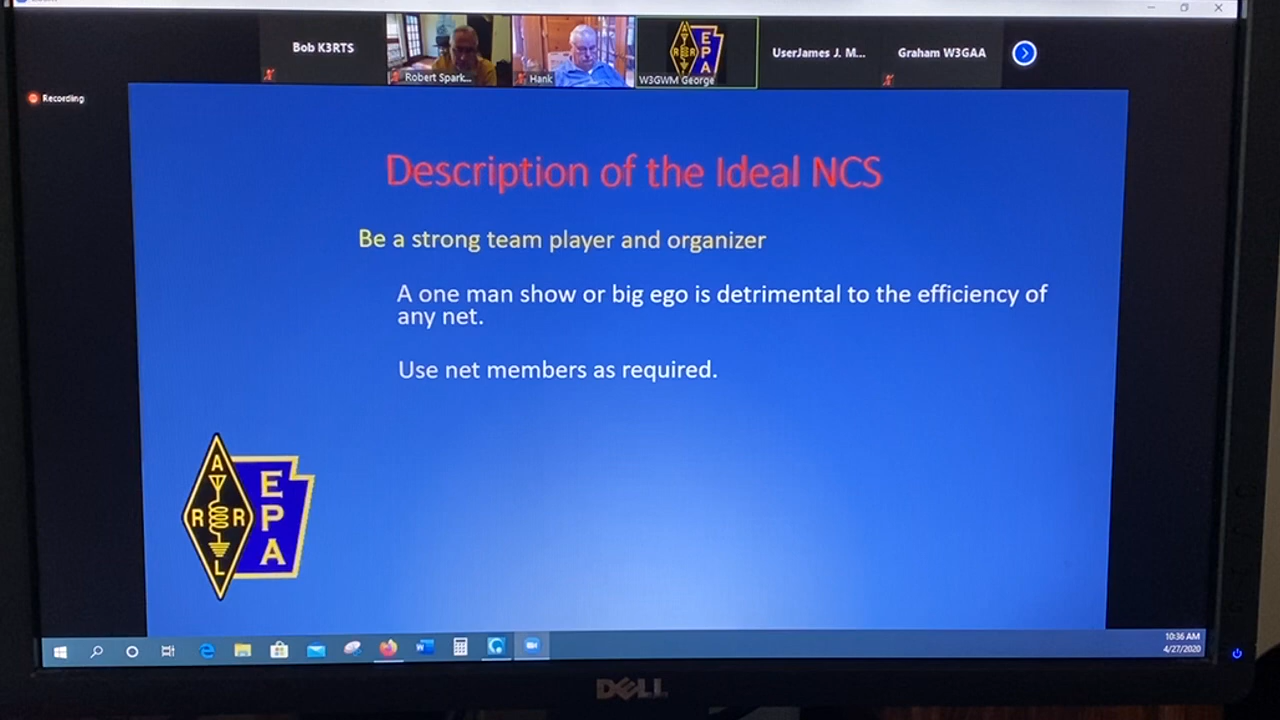 Bob K3RTS
Robert Spark...
Hank
A
R R
L
E
P
A
W3GWM George
UserJames J. M...
Graham W3GAA
Recording
Description of the Ideal NCS
Be a strong team player and organizer
A one man show or big ego is detrimental to the efficiency of
any net.
Use net members as required.
A
R R
L
E
P
A
10:36 AM
4/27/2020
DELL